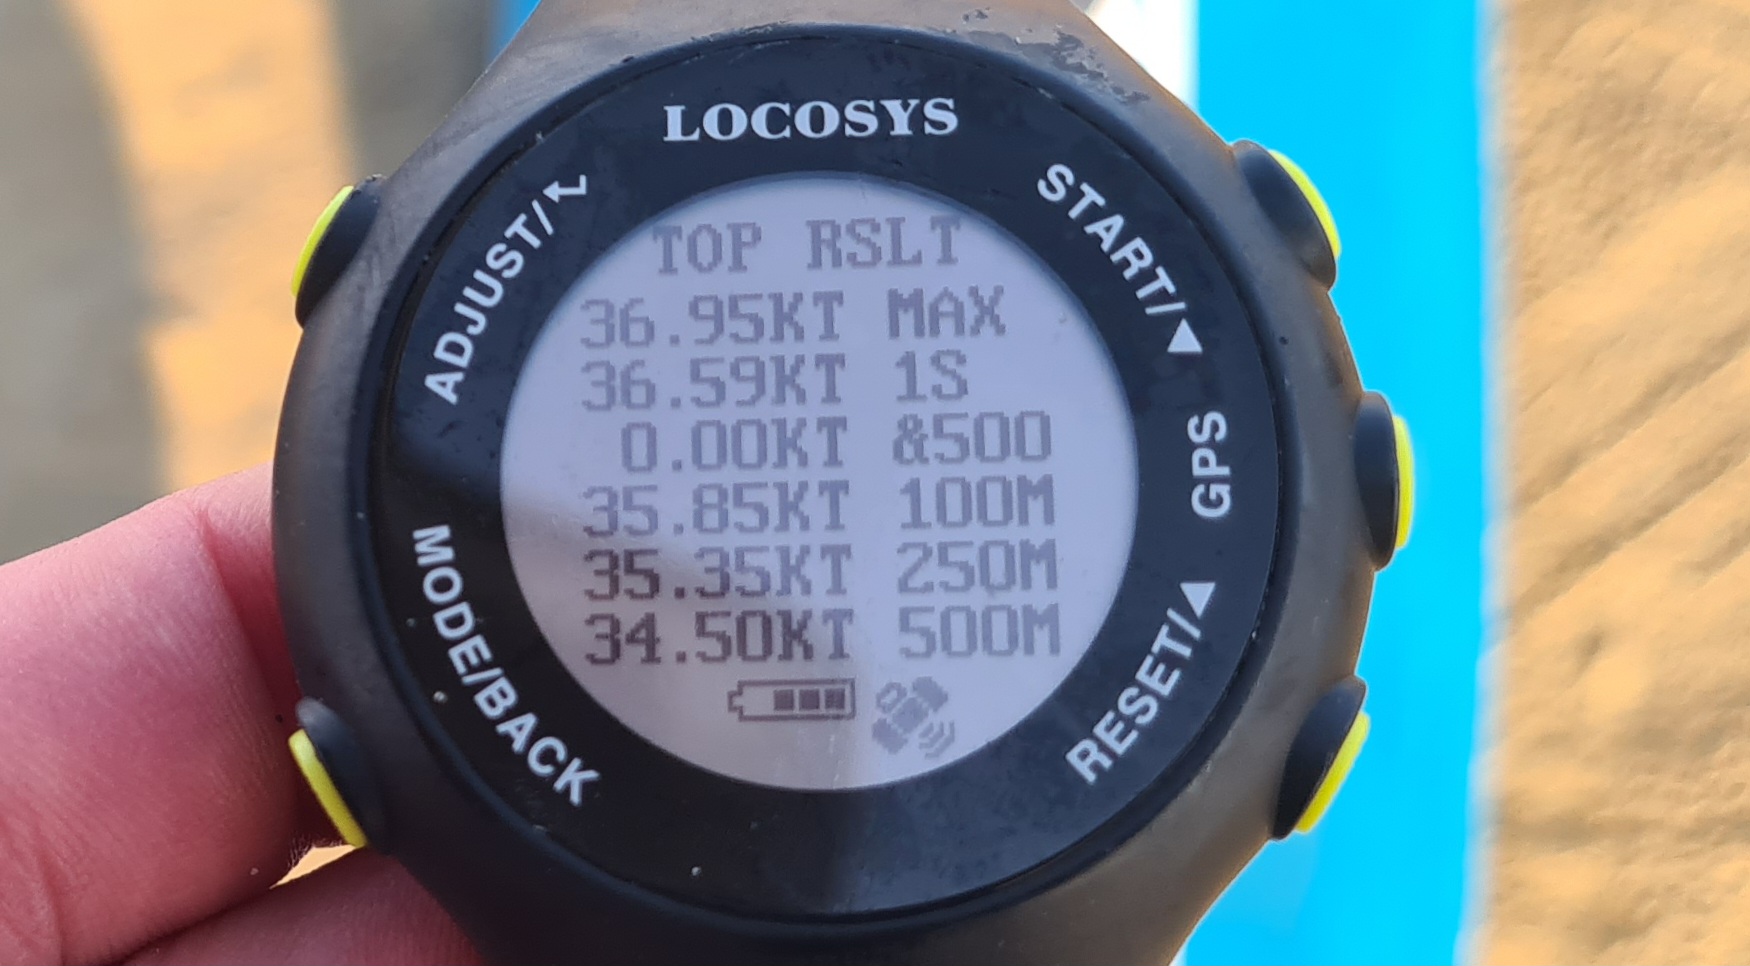 LOCOSYS
ADJUST/
START/▼
TOP RSLT
36.95KT MAX
36.59KT 1S
0.00KT &500
35.85KT 100M
35.35KT 250M
34.50KT 500M
GPS
MODE/BACK
RESET/▲